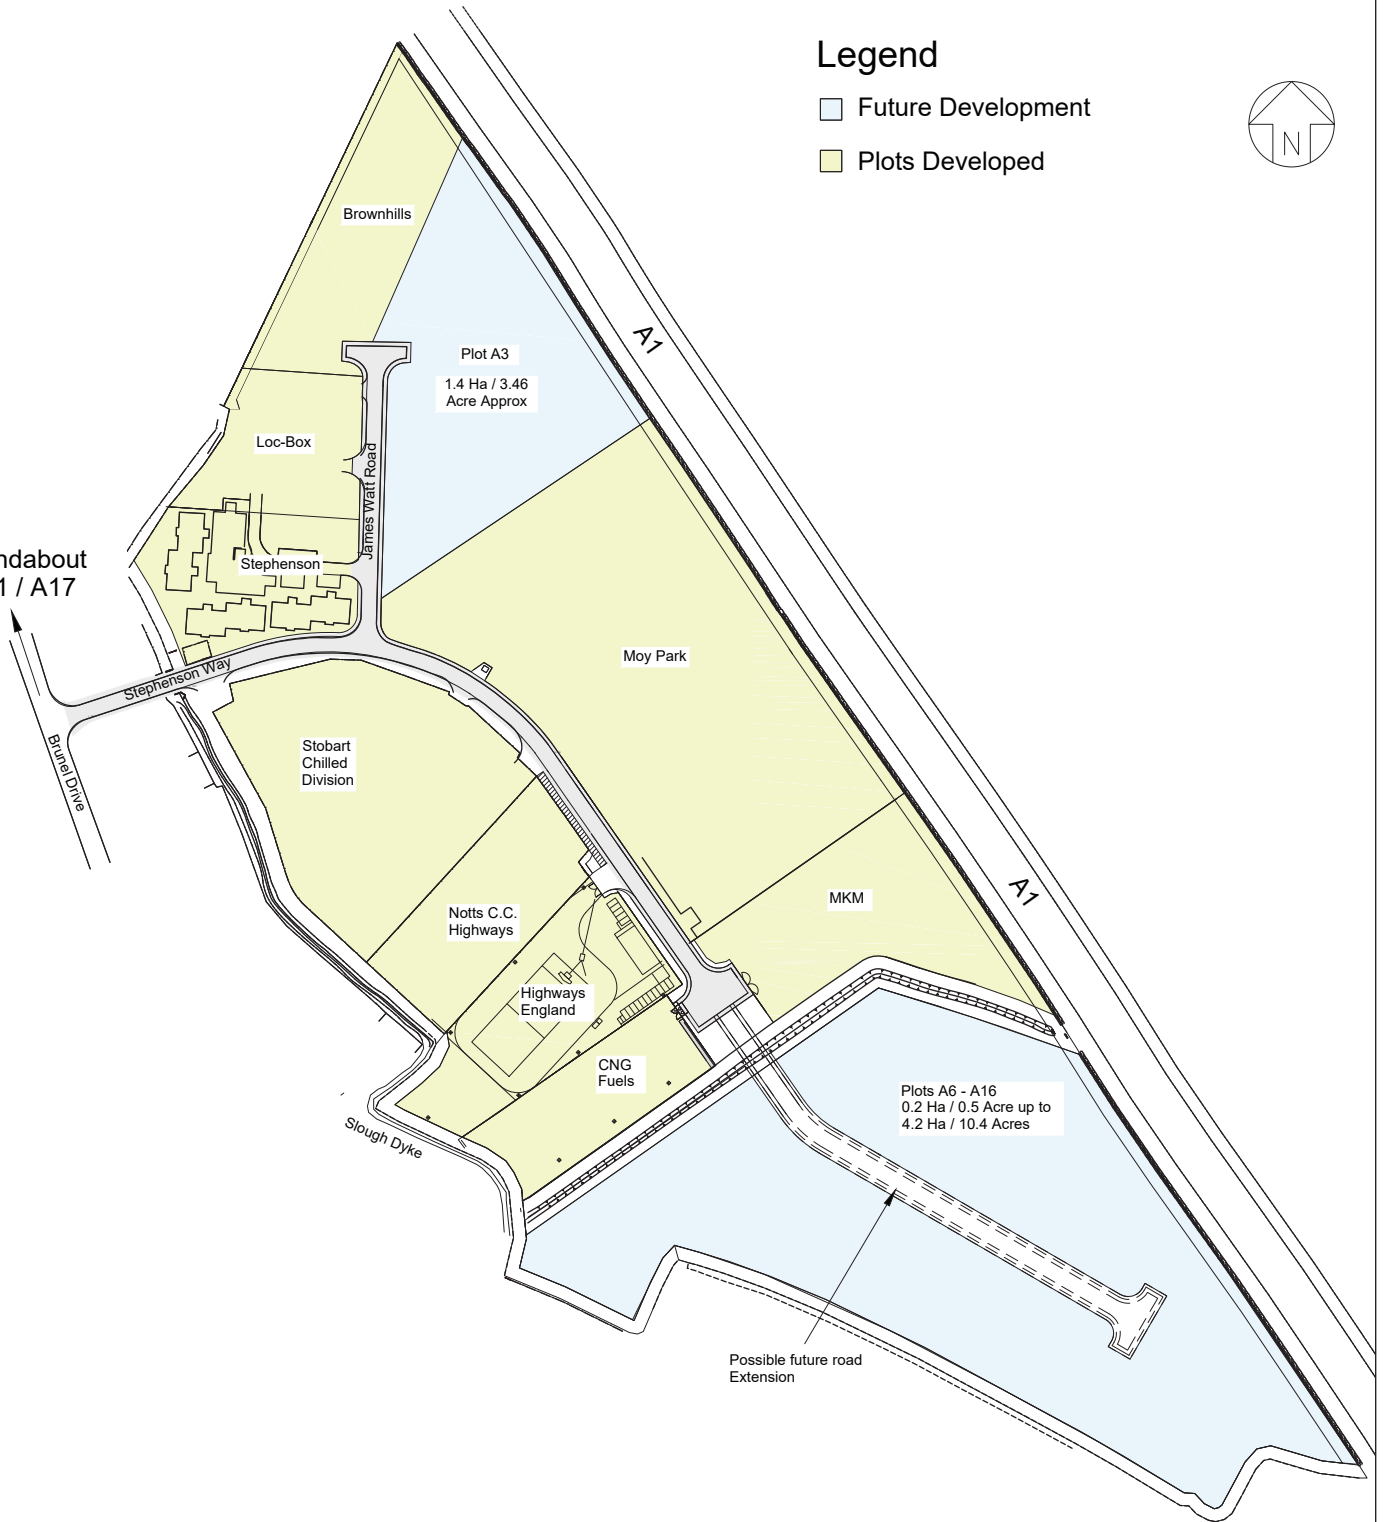 Legend
Future Development
Plots Developed
N
Brownhills
A1
Plot A3
1.4 Ha / 3.46
Acre Approx
Loc-Box
James Watt Road
Stephenson
ndabout
1 / A17
Stephenson Way
Moy Park
Brunel Drive
Stobart
Chilled
Division
A1
MKM
Notts C.C.
Highways
Highways
England
CNG
Fuels
Plots A6 - A16
0.2 Ha / 0.5 Acre up to
4.2 Ha / 10.4 Acres
Slough Dyke
Possible future road
Extension